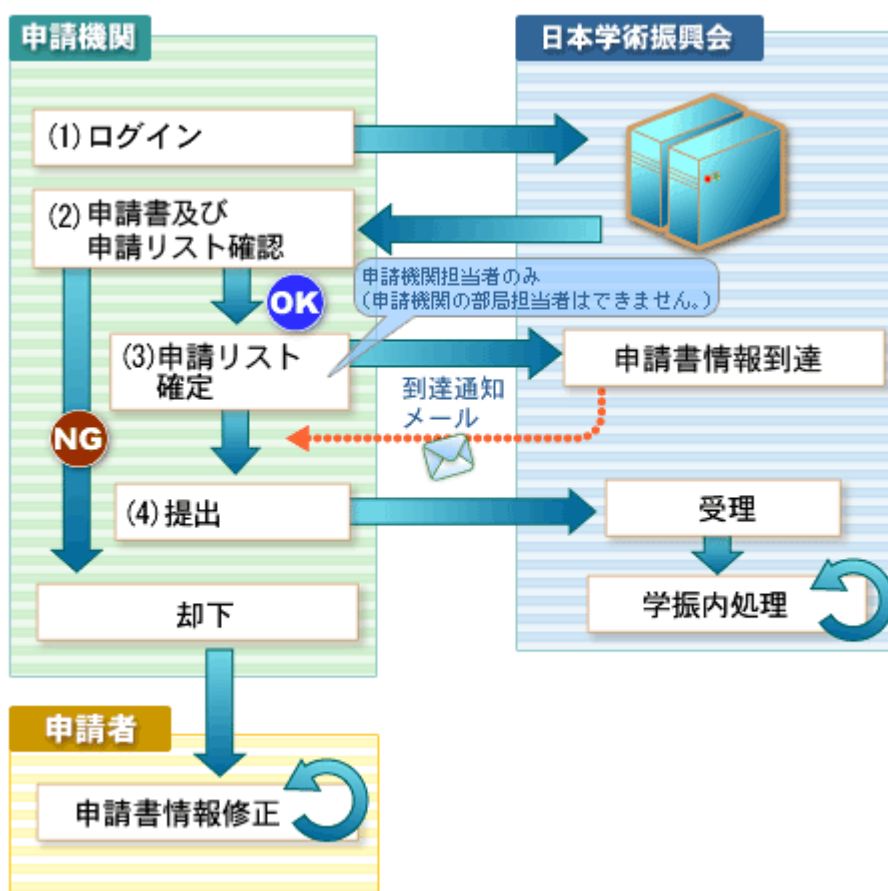 申請機関
日本学術振興会
(1)ログイン
(2)申請書及び
申請リスト確認
OK
申請機関担当者のみ
(申請機関の部局担当者はできません。)
(3)申請リスト
確定
申請書情報到達
到達通知
メール
NG
(4)提出
受理
学振内処理
却下
申請者
申請書情報修正